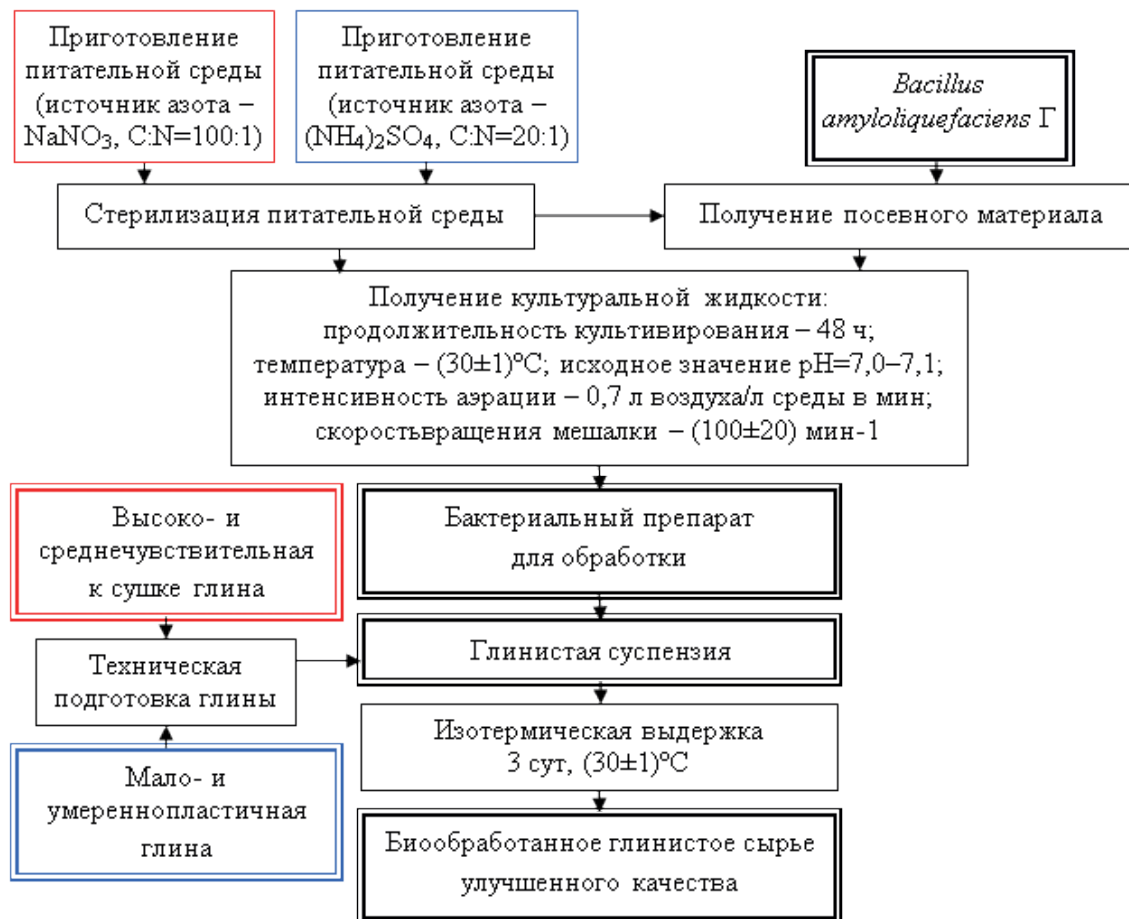 Приготовление
питательной среды
(источник азота –
NaNO3, C:N=100:1)
Приготовление
питательной среды
(источник азота –
(NH4)2SO4, C:N=20:1)
Bacillus
amyloliquefaciens Г
Стерилизация питательной среды
Получение посевного материала
Получение культуральной жидкости:
продолжительность культивирования – 48 ч;
температура – (30±1)ºС; исходное значение рН=7,0–7,1;
интенсивность аэрации – 0,7 л воздуха/л среды в мин;
скоростьвращения мешалки – (100±20) мин-1
Высоко- и
среднечувствительная
к сушке глина
Бактериальный препарат
для обработки
Техническая
подготовка глины
Глинистая суспензия
Мало- и
умереннопластичная
глина
Изотермическая выдержка
3 сут, (30±1)ºС
Биообработанное глинистое сырье
улучшенного качества